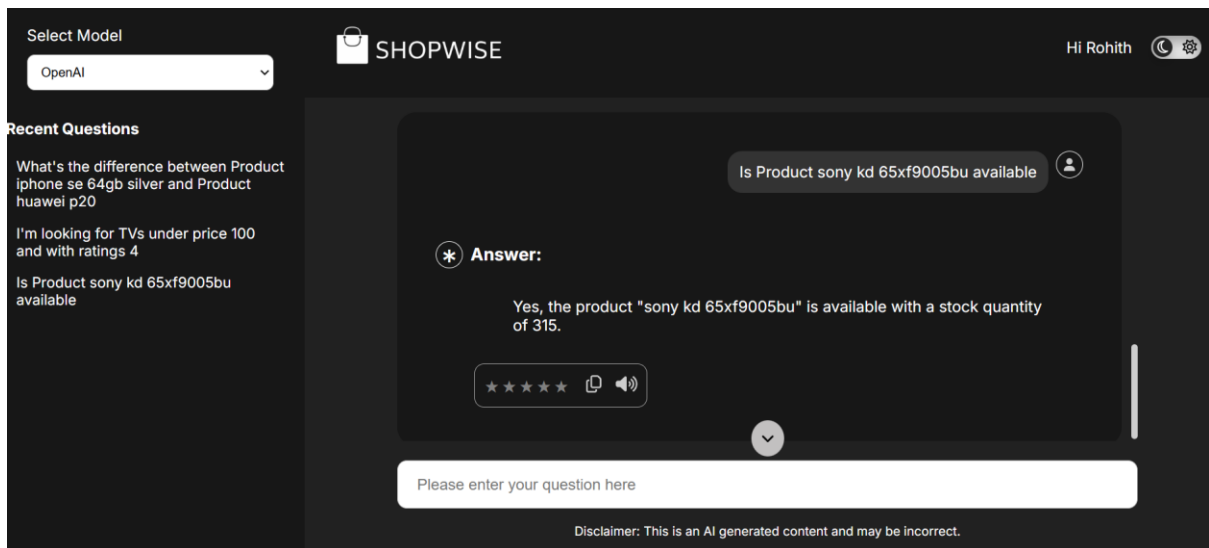 Select Model
OpenAI
Recent Questions
What's the difference between Product
iphone se 64gb silver and Product
huawei p20
I'm looking for TVs under price 100
and with ratings 4
Is Product sony kd 65xf9005bu
available
SHOPWISE
Hi Rohith
Is Product sony kd 65xf9005bu available
Answer:
Yes, the product "sony kd 65xf9005bu" is available with a stock quantity
of 315.
Please enter your question here
Disclaimer: This is an AI generated content and may be incorrect.